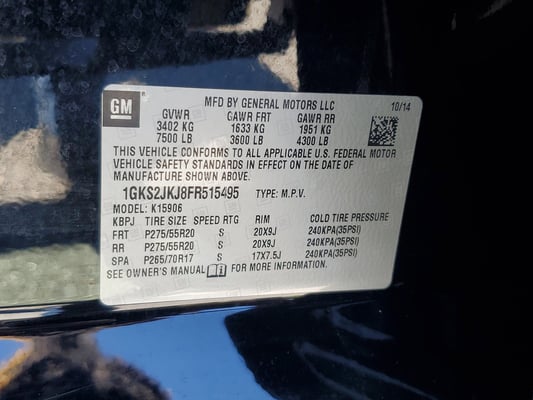 GM
MFD BY GENERAL MOTORS LLC 10/14
GVWR GAWR FRT GAWR RR
3402 KG 1633 KG 1951 KG
7500 LB 3600 LB 4300 LB
THIS VEHICLE CONFORMS TO ALL APPLICABLE U.S. FEDERAL MOTOR
VEHICLE SAFETY STANDARDS IN EFFECT ON THE DATE OF
MANUFACTURE SHOWN ABOVE.
1GKS2JKJ8FR515495 TYPE: M.P.V.
MODEL: K15906
KBPJ TIRE SIZE SPEED RTG RIM COLD TIRE PRESSURE
FRT P275/55R20 S 20X9J 240KPA(35PSI)
RR P275/55R20 S 20X9J 240KPA(35PSI)
SPA P265/70R17 S 17X7.5J 240KPA(35PSI)
SEE OWNER'S MANUAL FOR MORE INFORMATION